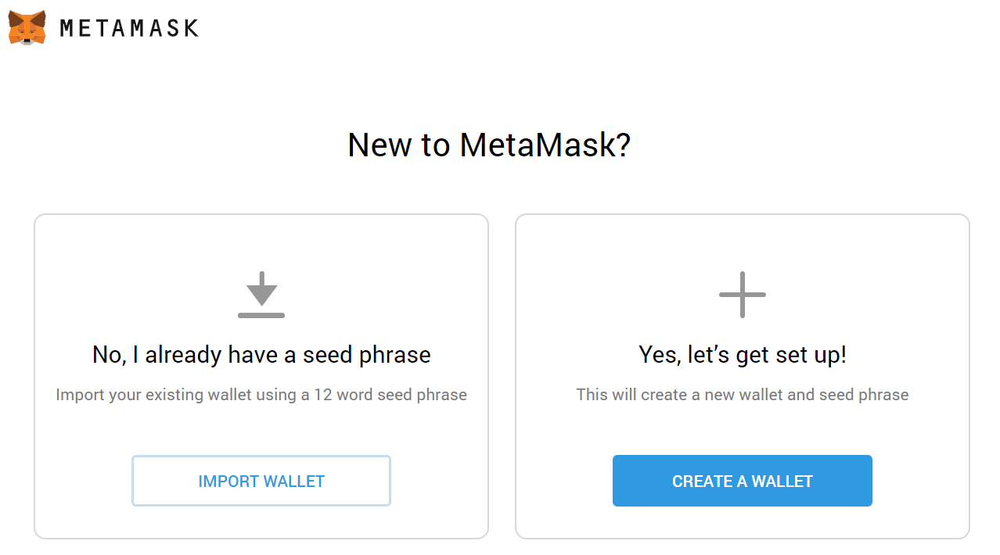 METAMASK
New to MetaMask?
No, I already have a seed phrase
Import your existing wallet using a 12 word seed phrase
IMPORT WALLET
Yes, let’s get set up!
This will create a new wallet and seed phrase
CREATE A WALLET